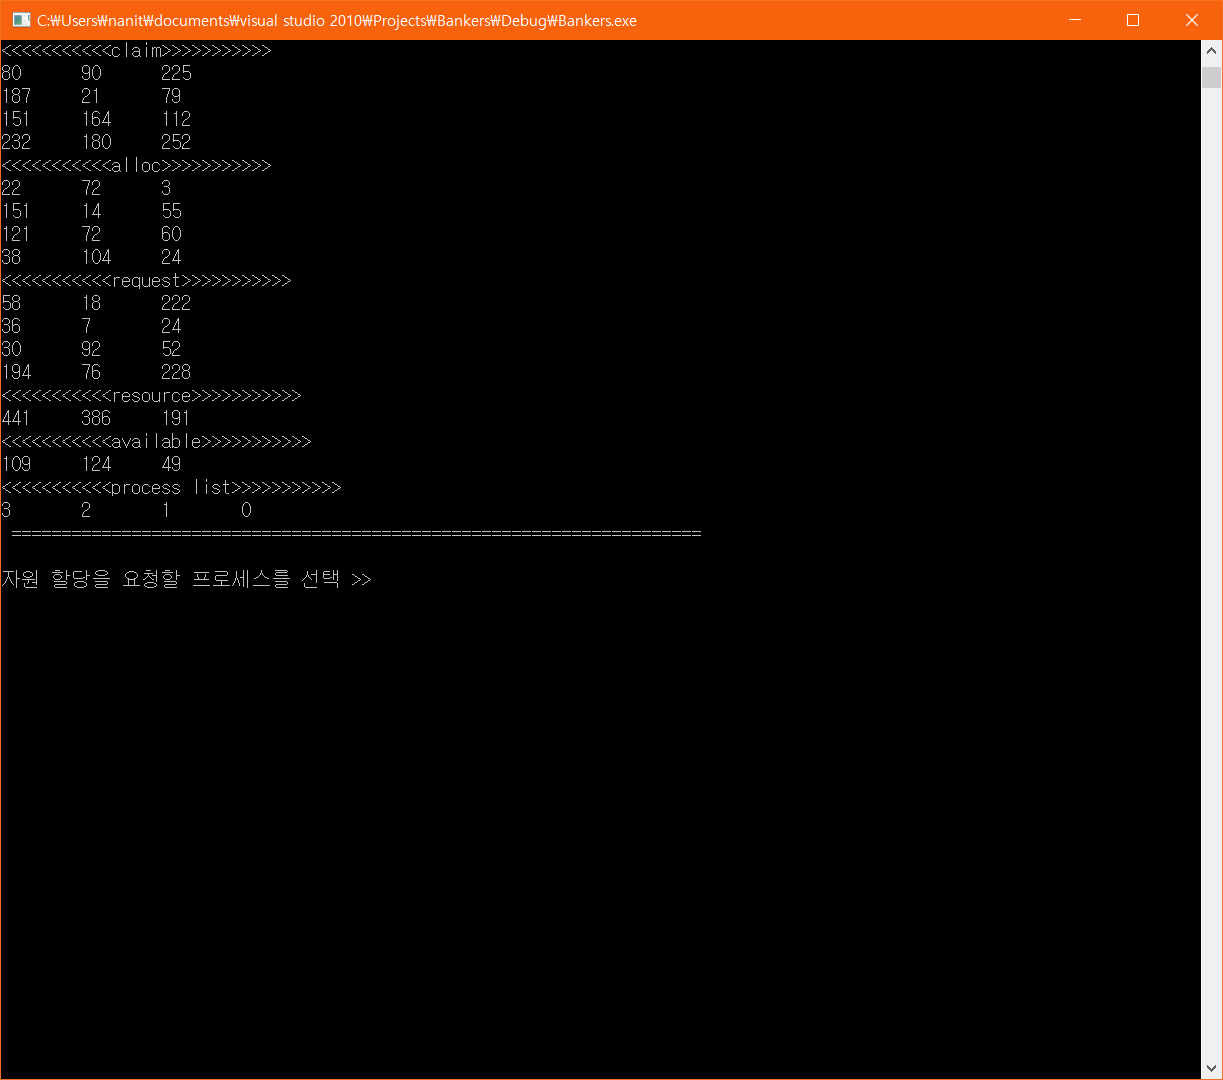 C:₩Users₩nanit₩documents₩visual studio 2010₩Projects₩Bankers₩Debug₩Bankers.exe
<<<<<<<<<<<claim>>>>>>>>>>>
80 90 225
187 21 79
151 164 112
232 180 252
<<<<<<<<<<<alloc>>>>>>>>>>>
22 72 3
151 14 55
121 72 60
38 104 24
<<<<<<<<<<<request>>>>>>>>>>>
58 18 222
36 7 24
30 92 52
194 76 228
<<<<<<<<<<<resource>>>>>>>>>>>
441 386 191
<<<<<<<<<<<available>>>>>>>>>>>
109 124 49
<<<<<<<<<<<process list>>>>>>>>>>>
3 2 1 0
=====================================================================
자원 할당을 요청할 프로세스를 선택 >>